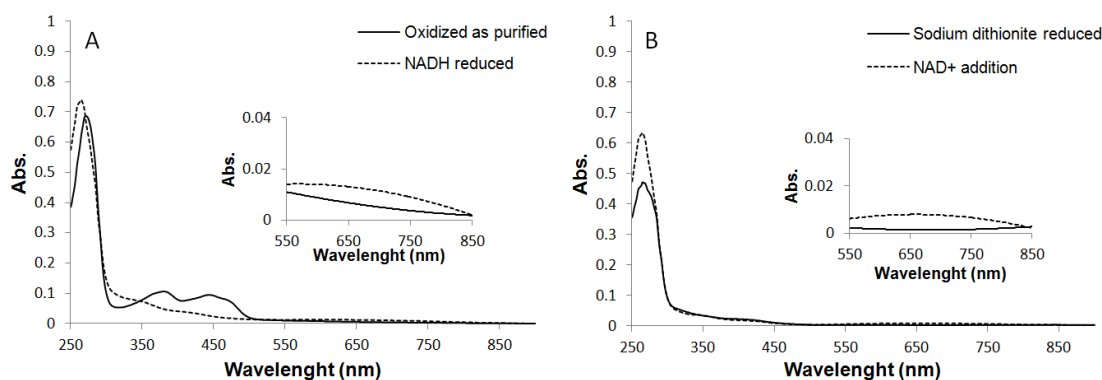 A
Oxidized as purified
NADH reduced
Abs.
1
0.9
0.8
0.7
0.6
0.5
0.4
0.3
0.2
0.1
0
250 350 450 550 650 750 850
Wavelenght (nm)
Abs.
0.04
0.02
0
550 650 750 850
Wavelenght (nm)
B
Sodium dithionite reduced
NAD+ addition
Abs.
1
0.9
0.8
0.7
0.6
0.5
0.4
0.3
0.2
0.1
0
250 350 450 550 650 750 850
Wavelenght (nm)
Abs.
0.04
0.02
0
550 650 750 850
Wavelenght (nm)